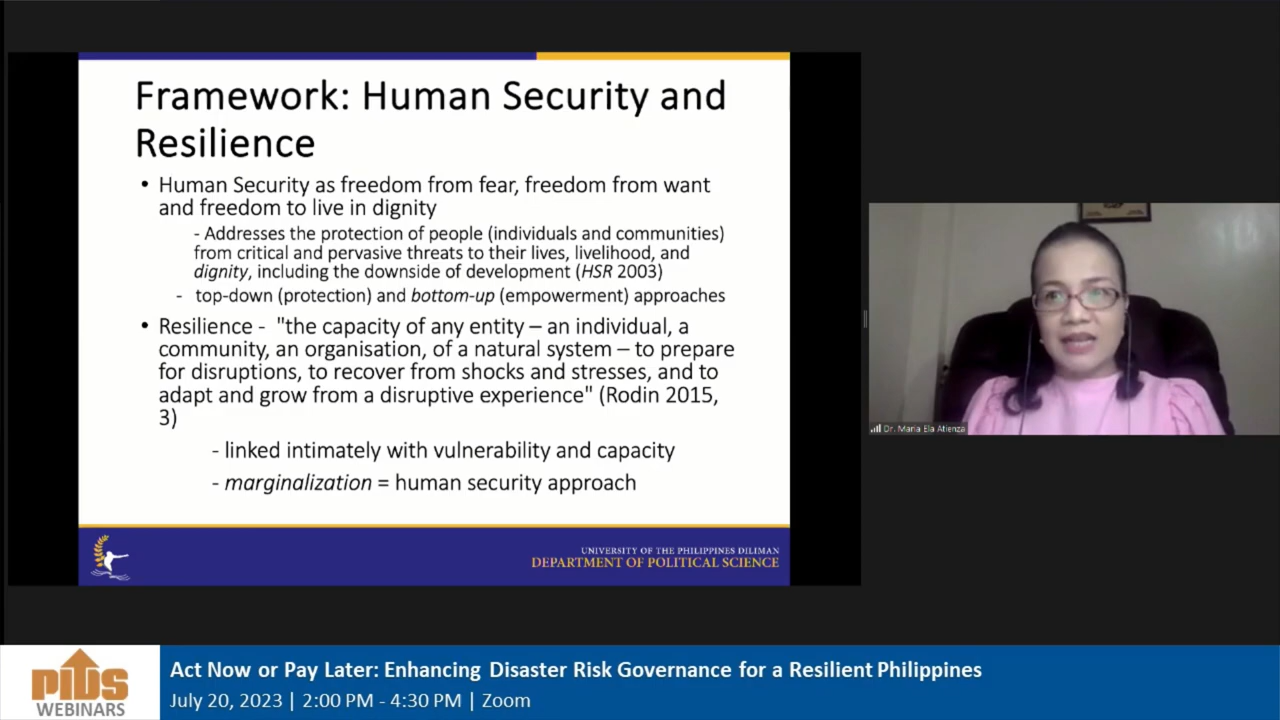 Framework: Human Security and
Resilience
• Human Security as freedom from fear, freedom from want
and freedom to live in dignity
- Addresses the protection of people (individuals and communities)
from critical and pervasive threats to their lives, livelihood, and
dignity, including the downside of development (HSR 2003)
- top-down (protection) and bottom-up (empowerment) approaches
• Resilience - "the capacity of any entity – an individual, a
community, an organisation, of a natural system – to prepare
for disruptions, to recover from shocks and stresses, and to
adapt and grow from a disruptive experience" (Rodin 2015,
3)
- linked intimately with vulnerability and capacity
- marginalization = human security approach
UNIVERSITY OF THE PHILIPPINES DILIMAN
DEPARTMENT OF POLITICAL SCIENCE
Dr. Maria Ela Atienza
PIDS
WEBINARS
Act Now or Pay Later: Enhancing Disaster Risk Governance for a Resilient Philippines
July 20, 2023 | 2:00 PM - 4:30 PM | Zoom